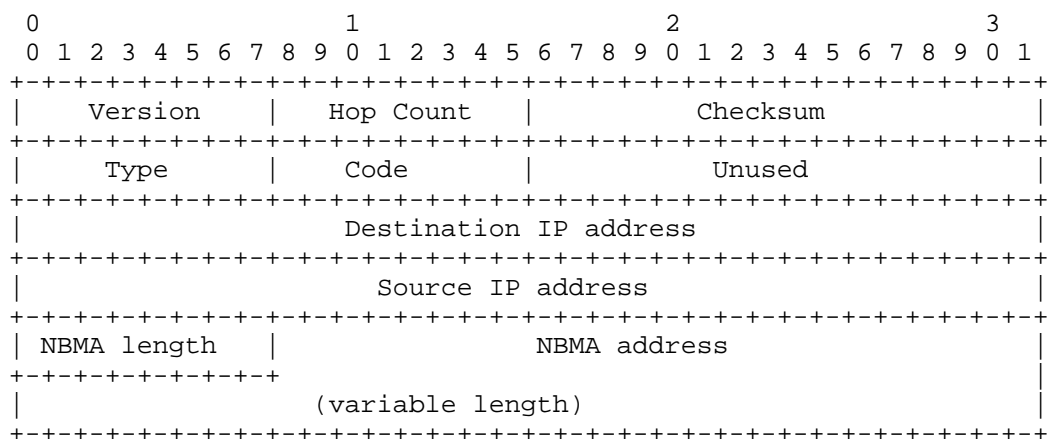 0                   1                   2                   3
 0 1 2 3 4 5 6 7 8 9 0 1 2 3 4 5 6 7 8 9 0 1 2 3 4 5 6 7 8 9 0 1
+-+-+-+-+-+-+-+-+-+-+-+-+-+-+-+-+-+-+-+-+-+-+-+-+-+-+-+-+-+-+-+-+
|    Version    |   Hop Count   |          Checksum             |
+-+-+-+-+-+-+-+-+-+-+-+-+-+-+-+-+-+-+-+-+-+-+-+-+-+-+-+-+-+-+-+-+
|     Type      |    Code       |           Unused              |
+-+-+-+-+-+-+-+-+-+-+-+-+-+-+-+-+-+-+-+-+-+-+-+-+-+-+-+-+-+-+-+-+
|                    Destination IP address                     |
+-+-+-+-+-+-+-+-+-+-+-+-+-+-+-+-+-+-+-+-+-+-+-+-+-+-+-+-+-+-+-+-+
|                      Source IP address                        |
+-+-+-+-+-+-+-+-+-+-+-+-+-+-+-+-+-+-+-+-+-+-+-+-+-+-+-+-+-+-+-+-+
| NBMA length   |                NBMA address                   |
+-+-+-+-+-+-+-+-+                                               |
|                  (variable length)                            |
+-+-+-+-+-+-+-+-+-+-+-+-+-+-+-+-+-+-+-+-+-+-+-+-+-+-+-+-+-+-+-+-+